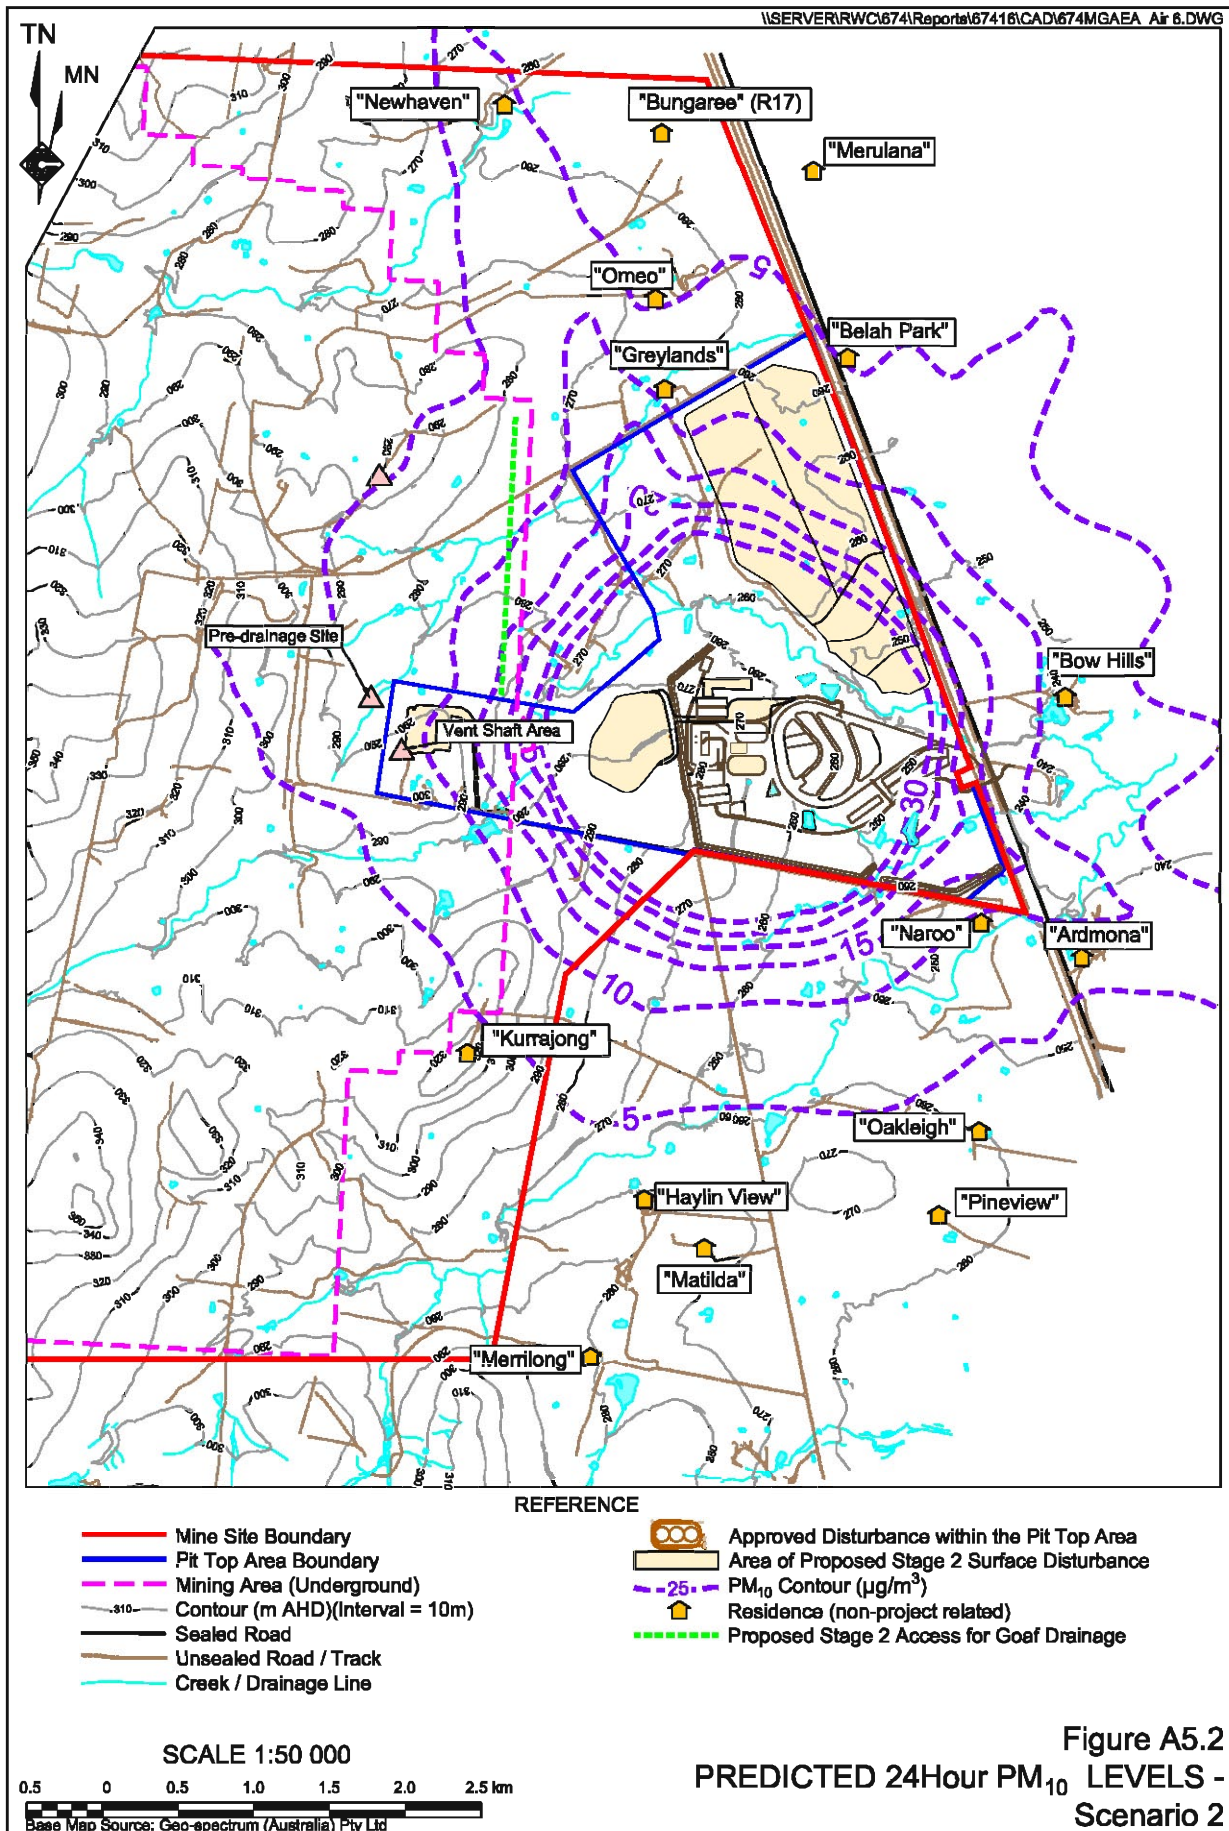 \\SERVER\RWC\674\Reports\67416\CAD\674MGAEA_Air 6.DWG
TN
MN
"Newhaven"
"Bungaree" (R17)
"Merulana"
"Omeo"
5
"Belah Park"
"Greylands"
Pre-drainage Site
"Bow Hills"
Vent Shaft Area
30
"Naroo"
15
"Ardmona"
10
"Kurrajong"
5
"Oakleigh"
"Haylin View"
"Pineview"
"Matilda"
"Merrilong"
REFERENCE
Mine Site Boundary
Pit Top Area Boundary
Mining Area (Underground)
310 Contour (m AHD)(Interval = 10m)
Sealed Road
Unsealed Road / Track
Creek / Drainage Line
Approved Disturbance within the Pit Top Area
Area of Proposed Stage 2 Surface Disturbance
25 PM10 Contour (µg/m³)
Residence (non-project related)
Proposed Stage 2 Access for Goaf Drainage
SCALE 1:50 000
0.5 0 0.5 1.0 1.5 2.0 2.5 km
Base Map Source: Geo-spectrum (Australia) Pty Ltd
Figure A5.2
PREDICTED 24Hour PM10 LEVELS -
Scenario 2